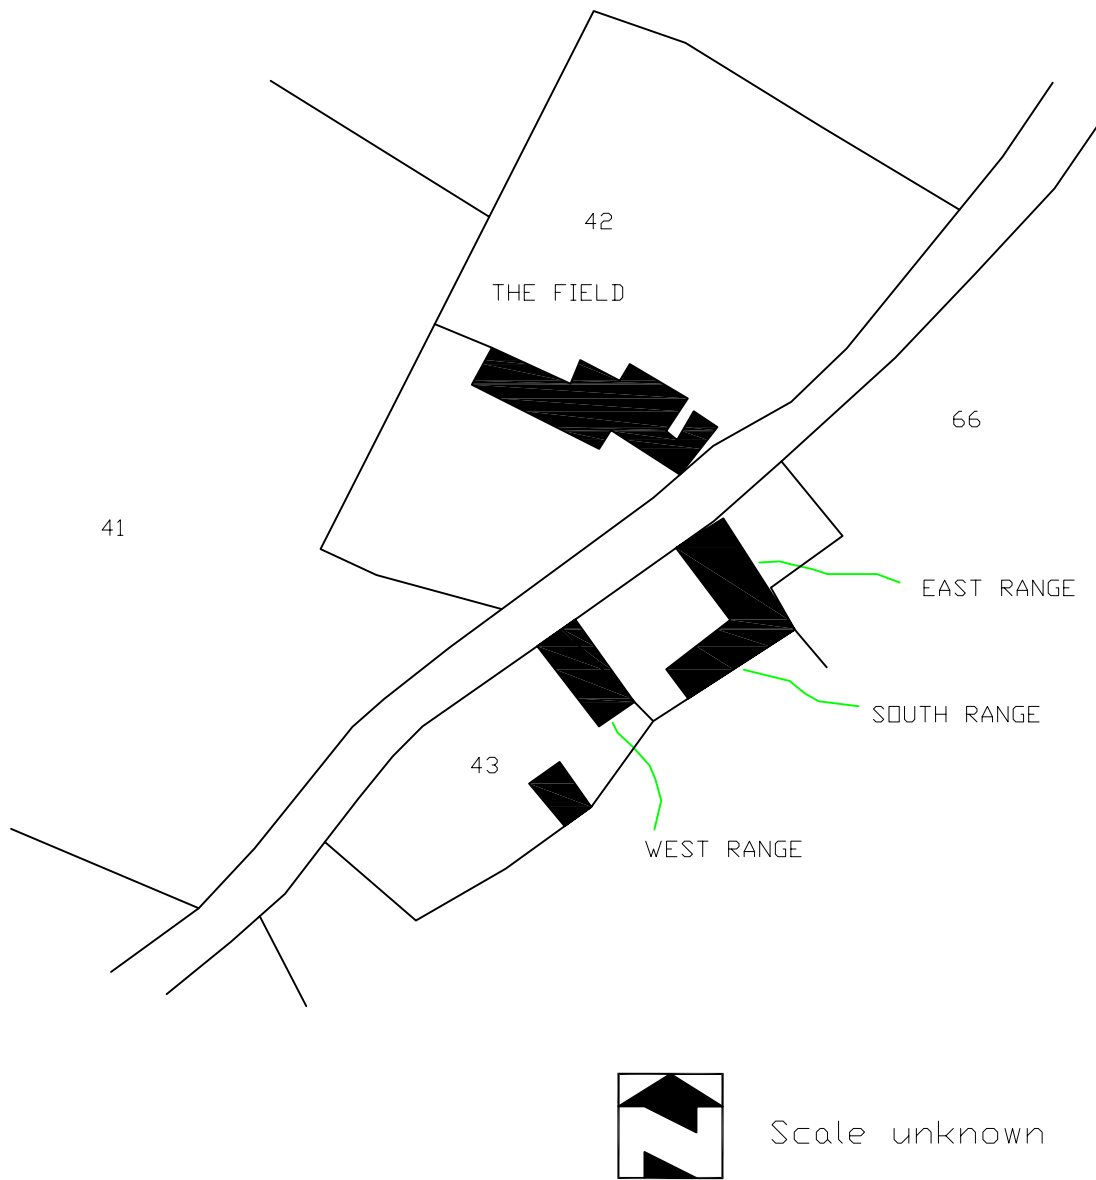 42
THE FIELD
66
41
EAST RANGE
SOUTH RANGE
43
WEST RANGE
Scale unknown